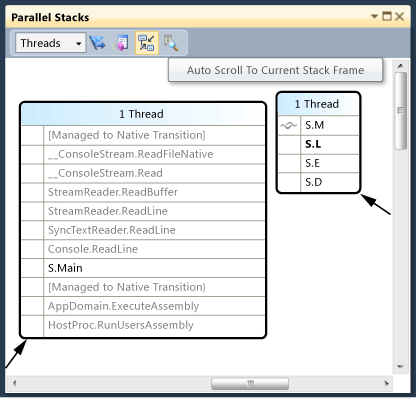 Parallel Stacks
Threads
Auto Scroll To Current Stack Frame
1 Thread
[Managed to Native Transition]
__ConsoleStream.ReadFileNative
__ConsoleStream.Read
StreamReader.ReadBuffer
StreamReader.ReadLine
SyncTextReader.ReadLine
Console.ReadLine
S.Main
[Managed to Native Transition]
AppDomain.ExecuteAssembly
HostProc.RunUsersAssembly
1 Thread
S.M
S.L
S.E
S.D